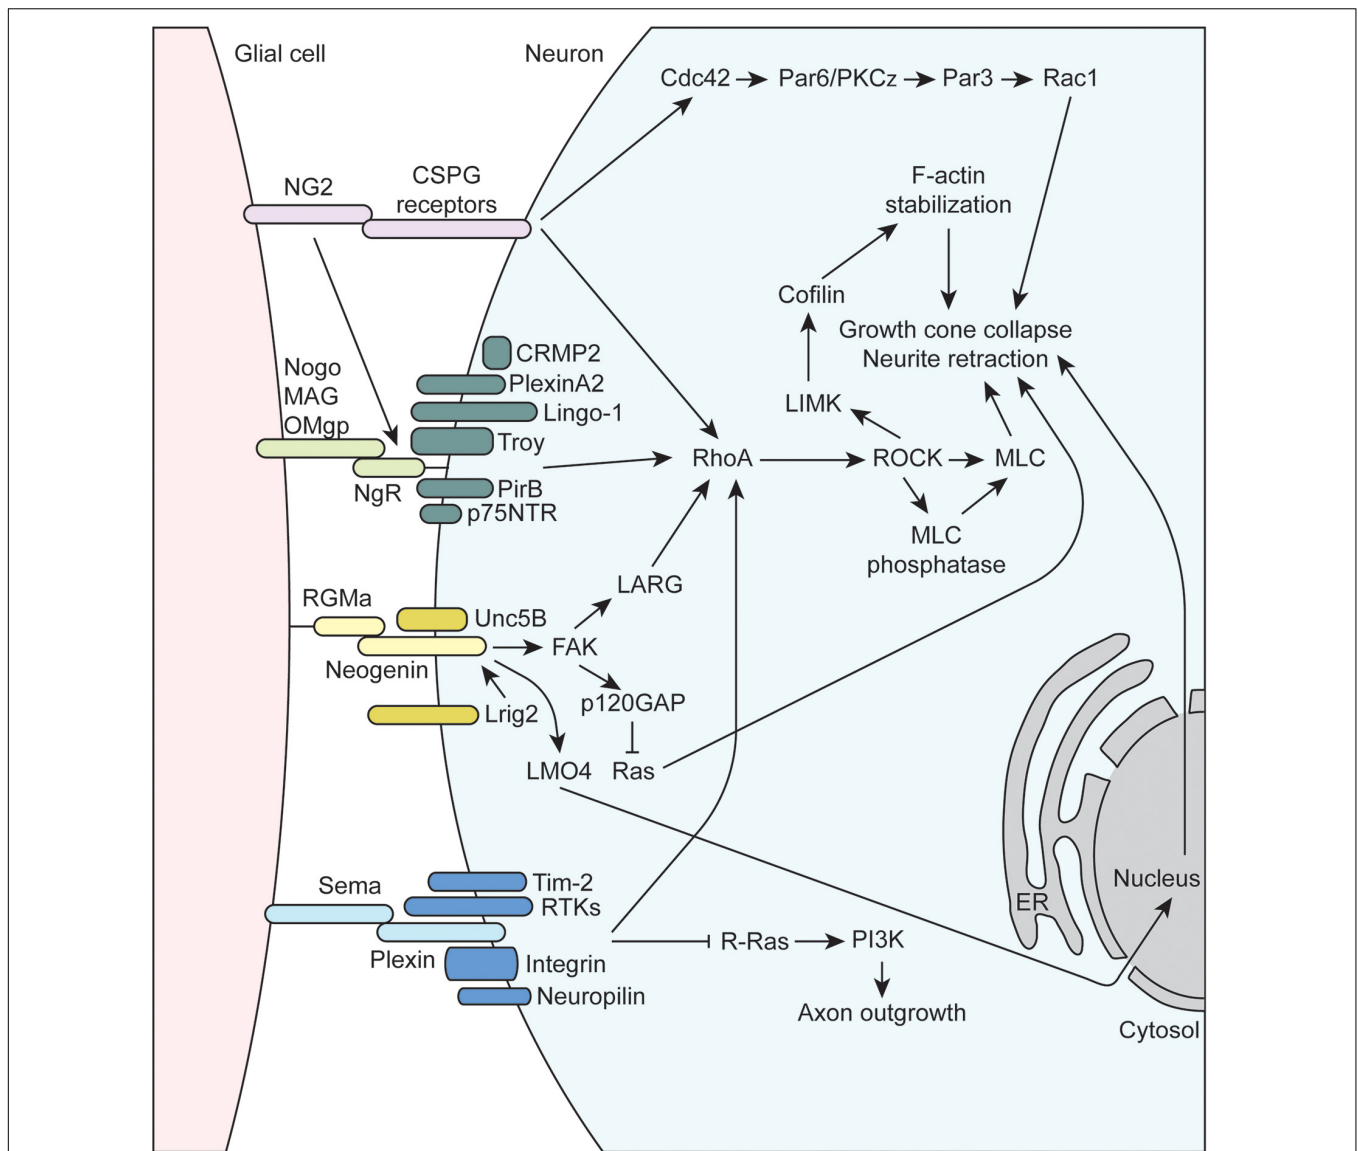 Glial cell
Neuron
Cdc42
Par6/PKCz
Par3
Rac1
NG2
CSPG
receptors
F-actin
stabilization
Cofilin
Growth cone collapse
Neurite retraction
CRMP2
PlexinA2
Lingo-1
Troy
Nogo
MAG
OMgp
NgR
PirB
p75NTR
LIMK
RhoA
ROCK
MLC
MLC
phosphatase
LARG
RGMa
Unc5B
Neogenin
FAK
p120GAP
Lrig2
LMO4
Ras
Sema
Tim-2
RTKs
Plexin
Integrin
Neuropilin
R-Ras
PI3K
Axon outgrowth
Nucleus
ER
Cytosol